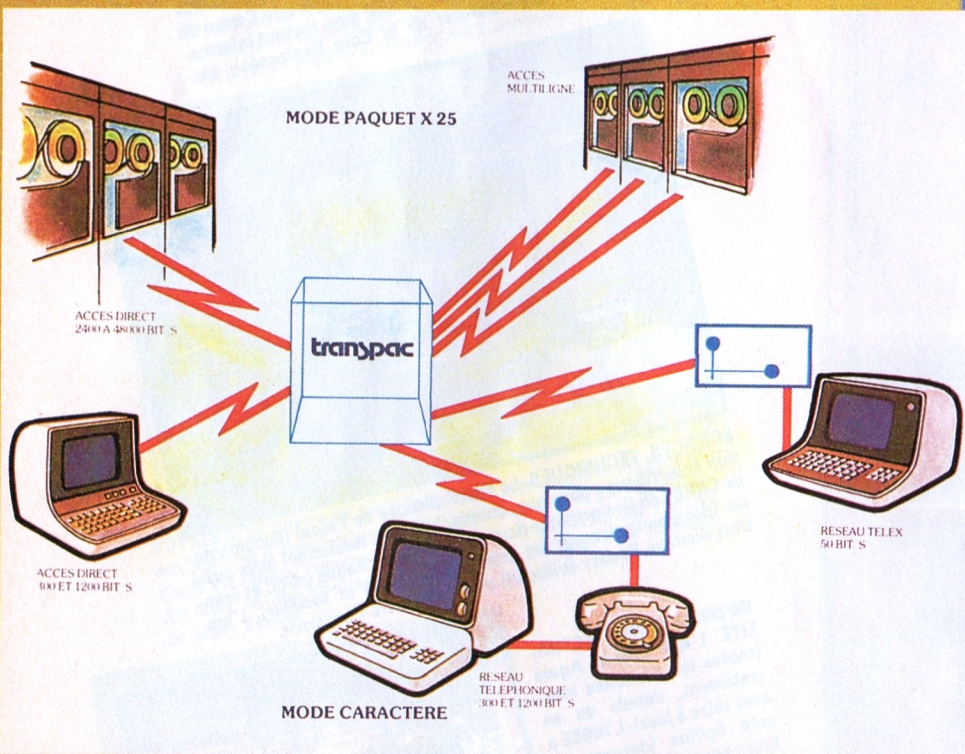 MODE PAQUET X 25
ACCES
MULTILIGNE
ACCES DIRECT
2400 A 48000 BIT S
transpac
ACCES DIRECT
300 ET 1200 BIT S
RESEAU TELEX
50 BIT S
RESEAU
TELEPHONIQUE
300 ET 1200 BIT S
MODE CARACTERE